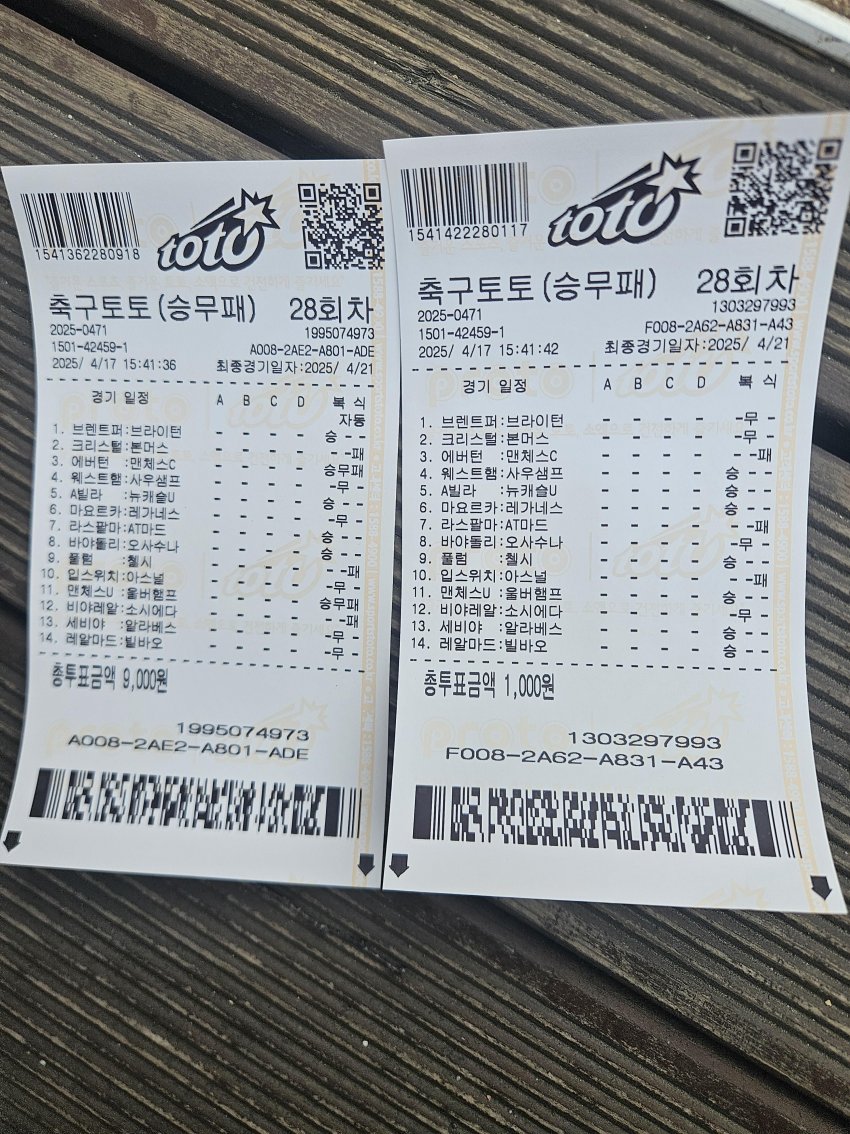 1541362280918
toto
축구토토 (승무패) 28회차
2025-0471 1995074973
1501-42459-1 A008-2AE2-A801-ADE
2025/ 4/17 15:41:36 최종경기일자:2025/ 4/21
경기 일정 A B C D 복 식
자동
1. 브렌트퍼:브라이턴 - - - - 승 - -
2. 크리스털:본머스 - - - - - -패
3. 에버턴 :맨체스C - - - - 승무패
4. 웨스트햄:사우샘프 - - - - -무 -
5. A빌라 :뉴캐슬U - - - - 승 - -
6. 마요르카:레가네스 - - - - -무 -
7. 라스팔마:AT마드 - - - - 승 - -
8. 바야돌리:오사수나 - - - - 승 - -
9. 풀럼 :첼시 - - - - - -패
10. 입스위치:아스널 - - - - -무 -
11. 맨체스U :울버햄프 - - - - 승무패
12. 비야레알:소시에다 - - - - - -패
13. 세비야 :알라베스 - - - - -무 -
14. 레알마드:빌바오 - - - - -무 -
총투표금액 9,000원
1995074973
A008-2AE2-A801-ADE
1541422280117
toto
축구토토 (승무패) 28회차
2025-0471 1303297993
1501-42459-1 F008-2A62-A831-A43
2025/ 4/17 15:41:42 최종경기일자:2025/ 4/21
경기 일정 A B C D 복 식
1. 브렌트퍼:브라이턴 - - - - -무 -
2. 크리스털:본머스 - - - - -무 -
3. 에버턴 :맨체스C - - - - - -패
4. 웨스트햄:사우샘프 - - - - 승 - -
5. A빌라 :뉴캐슬U - - - - 승 - -
6. 마요르카:레가네스 - - - - 승 - -
7. 라스팔마:AT마드 - - - - - -패
8. 바야돌리:오사수나 - - - - -무 -
9. 풀럼 :첼시 - - - - 승 - -
10. 입스위치:아스널 - - - - - -패
11. 맨체스U :울버햄프 - - - - 승 - -
12. 비야레알:소시에다 - - - - -무 -
13. 세비야 :알라베스 - - - - 승 - -
14. 레알마드:빌바오 - - - - 승 - -
총투표금액 1,000원
1303297993
F008-2A62-A831-A43